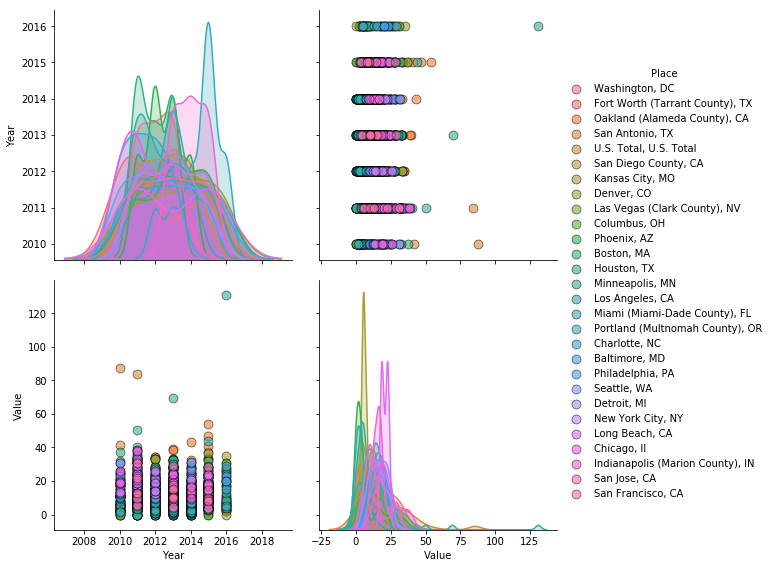 2016
2015
2014
2013
2012
2011
2010
Year
Place
Washington, DC
Fort Worth (Tarrant County), TX
Oakland (Alameda County), CA
San Antonio, TX
U.S. Total, U.S. Total
San Diego County, CA
Kansas City, MO
Denver, CO
Las Vegas (Clark County), NV
Columbus, OH
Phoenix, AZ
Boston, MA
Houston, TX
Minneapolis, MN
Los Angeles, CA
Miami (Miami-Dade County), FL
Portland (Multnomah County), OR
Charlotte, NC
Baltimore, MD
Philadelphia, PA
Seattle, WA
Detroit, MI
New York City, NY
Long Beach, CA
Chicago, Il
Indianapolis (Marion County), IN
San Jose, CA
San Francisco, CA
120
100
80
60
40
20
0
Value
2008 2010 2012 2014 2016 2018
Year
−25 0 25 50 75 100 125
Value